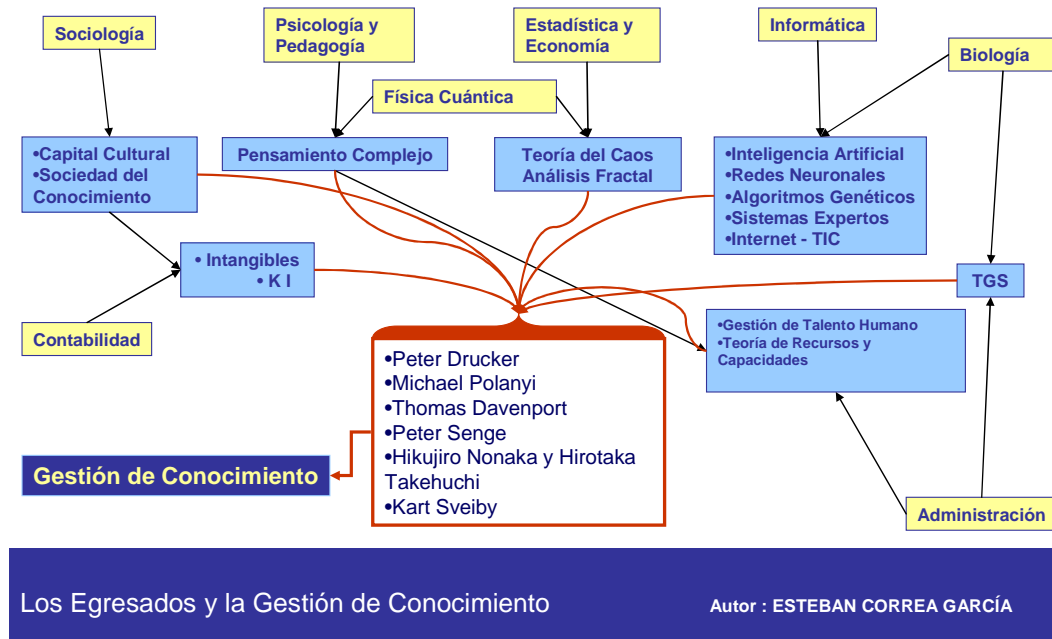 Sociología
Psicología y
Pedagogía
Estadística y
Economía
Informática
Biología
Física Cuántica
•Capital Cultural
•Sociedad del
Conocimiento
Pensamiento Complejo
Teoría del Caos
Análisis Fractal
•Inteligencia Artificial
•Redes Neuronales
•Algoritmos Genéticos
•Sistemas Expertos
•Internet - TIC
• Intangibles
• K I
TGS
Contabilidad
•Gestión de Talento Humano
•Teoría de Recursos y
Capacidades
•Peter Drucker
•Michael Polanyi
•Thomas Davenport
•Peter Senge
•Hikujiro Nonaka y Hirotaka
Takehuchi
•Kart Sveiby
Gestión de Conocimiento
Administración
Los Egresados y la Gestión de Conocimiento
Autor : ESTEBAN CORREA GARCÍA